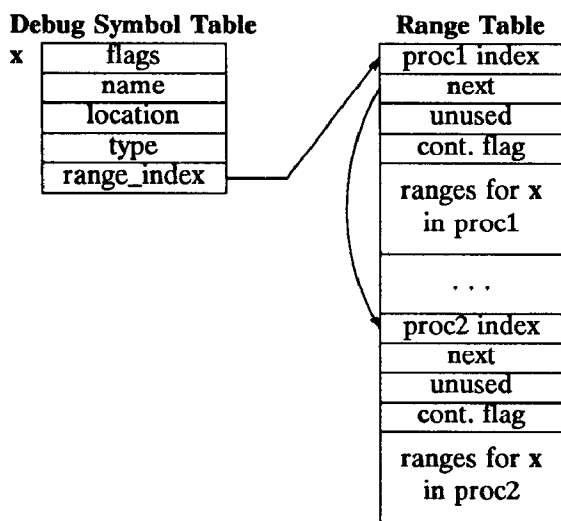 Debug Symbol Table
x
flags
name
location
type
range_index
Range Table
proc1 index
next
unused
cont. flag
ranges for x
in proc1
. . .
proc2 index
next
unused
cont. flag
ranges for x
in proc2